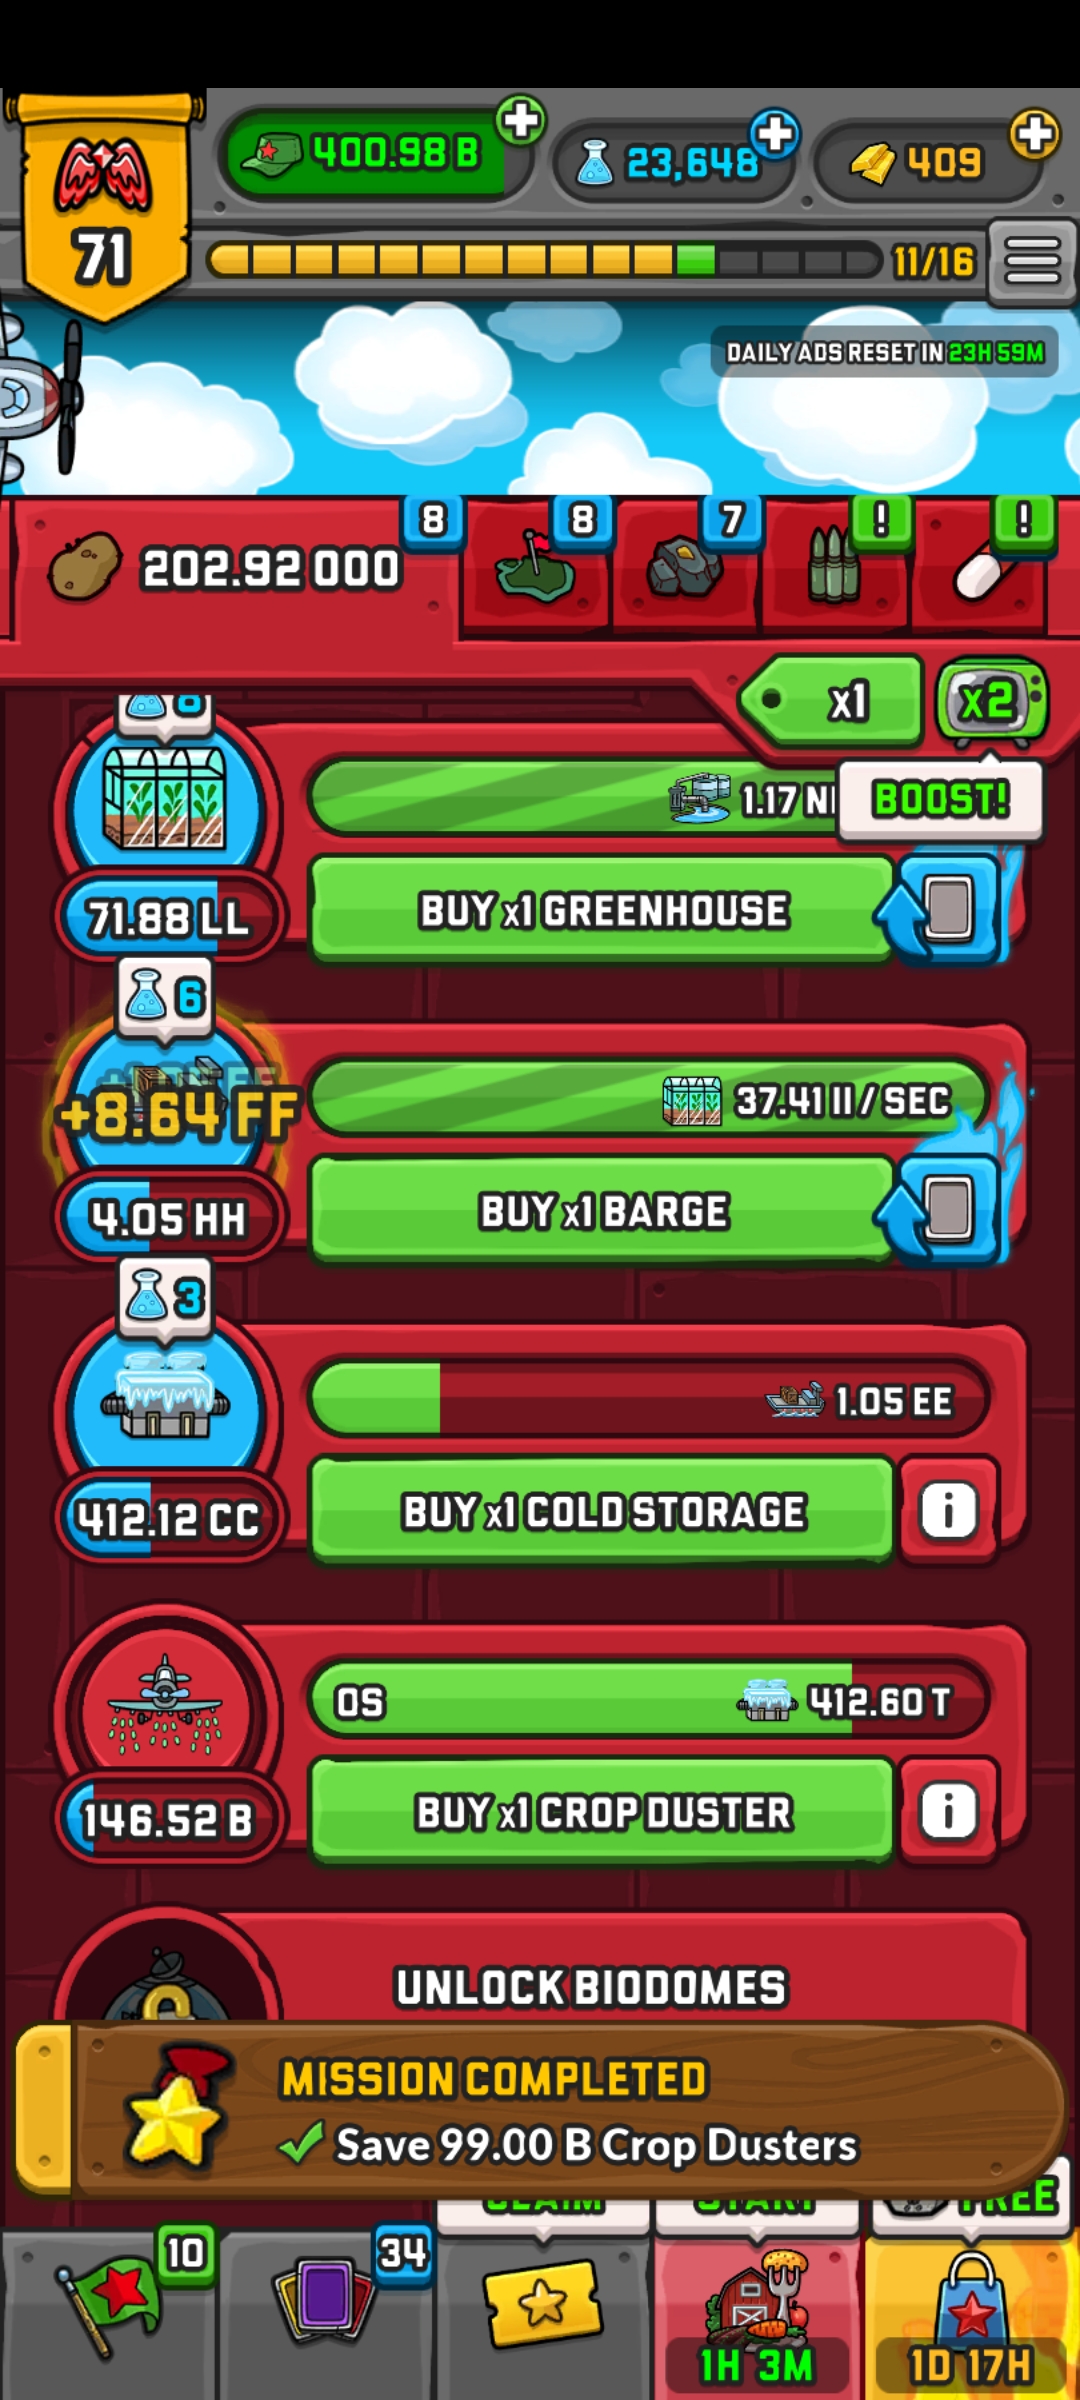 71
400.98 B
23,648
409
11/16
DAILY ADS RESET IN 23H 59M
202.92 000
8
8
7
!
!
x1
x2
BOOST!
1.17
BUY x1 GREENHOUSE
71.88 LL
6
+8.64 FF
37.41 II / SEC
BUY x1 BARGE
4.05 HH
3
1.05 EE
BUY x1 COLD STORAGE
412.12 CC
i
0S
412.60 T
BUY x1 CROP DUSTER
146.52 B
i
UNLOCK BIODOMES
MISSION COMPLETED
Save 99.00 B Crop Dusters
CLAIM
START
FREE
10
34
1H 3M
1D 17H